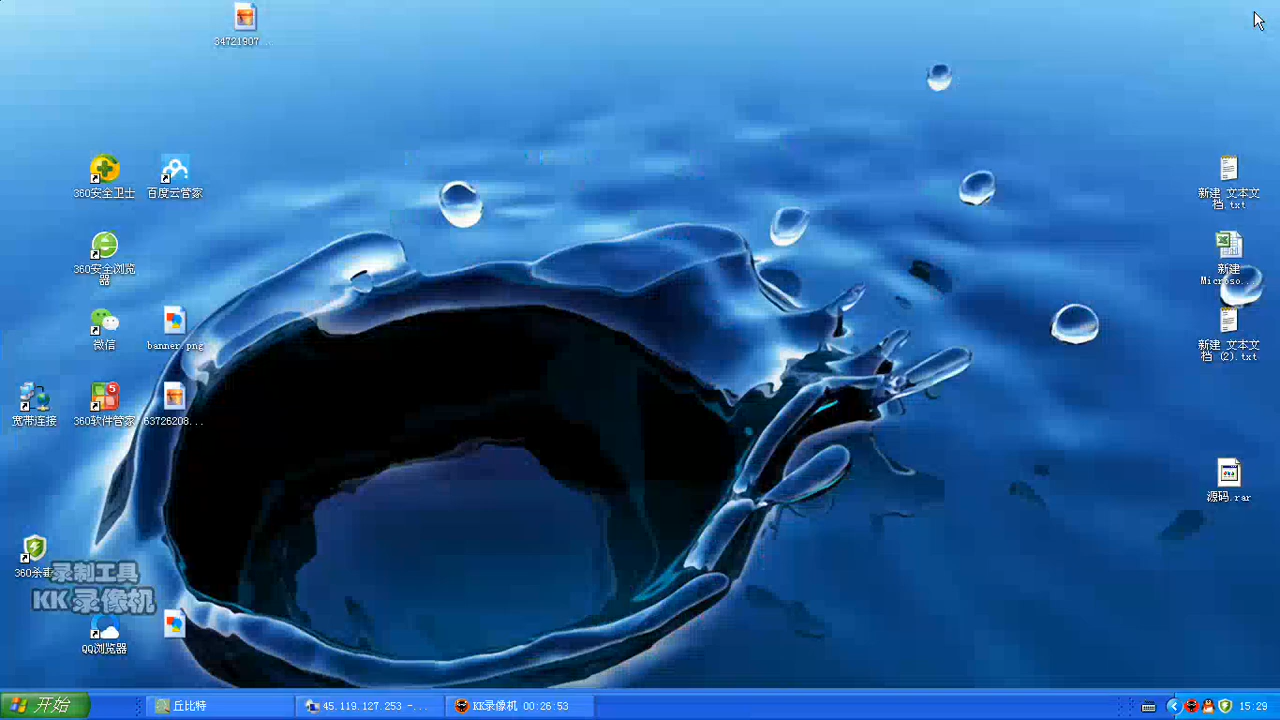 34721907...
360安全卫士
百度云管家
新建 文本文
档.txt
360安全浏览
器
新建
Microso...
微信
banner.png
新建 文本文
档 (2).txt
宽带连接
360软件管家
63726208...
源码.rar
360杀毒
录制工具
KK 录像机
QQ浏览器
开始
丘比特
45.119.127.253 -...
KK录像机 00:26:53
15:29